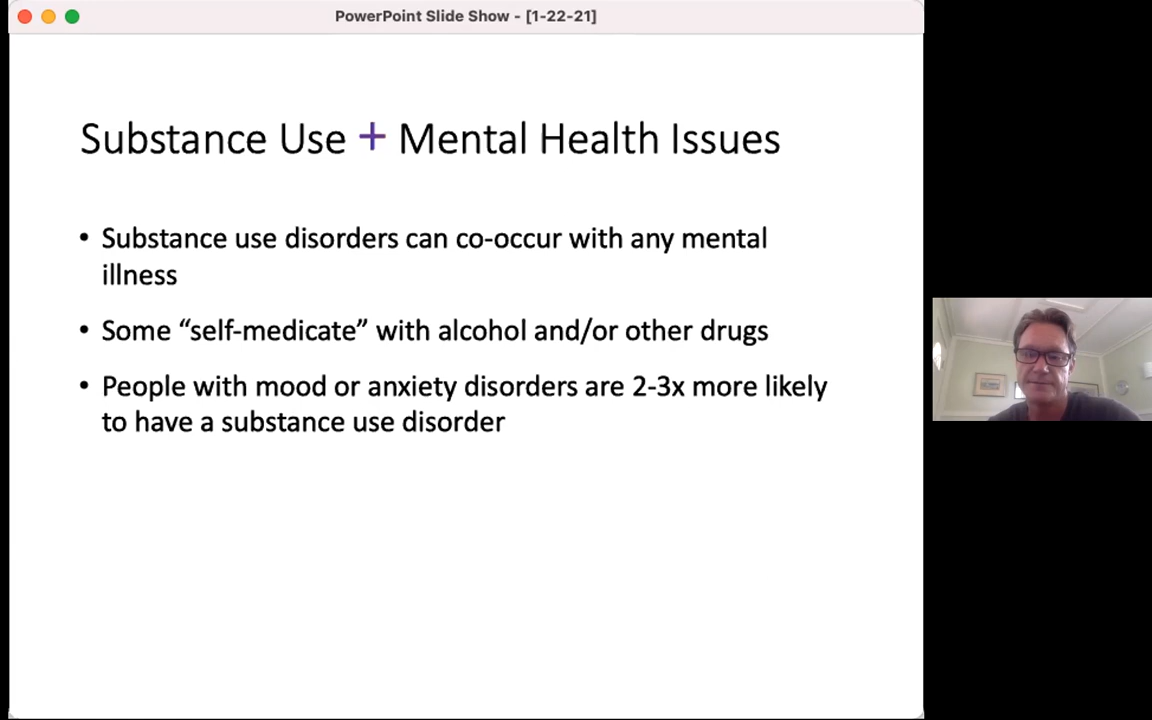 PowerPoint Slide Show - [1-22-21]
Substance Use + Mental Health Issues
• Substance use disorders can co-occur with any mental
illness
• Some “self-medicate” with alcohol and/or other drugs
• People with mood or anxiety disorders are 2-3x more likely
to have a substance use disorder